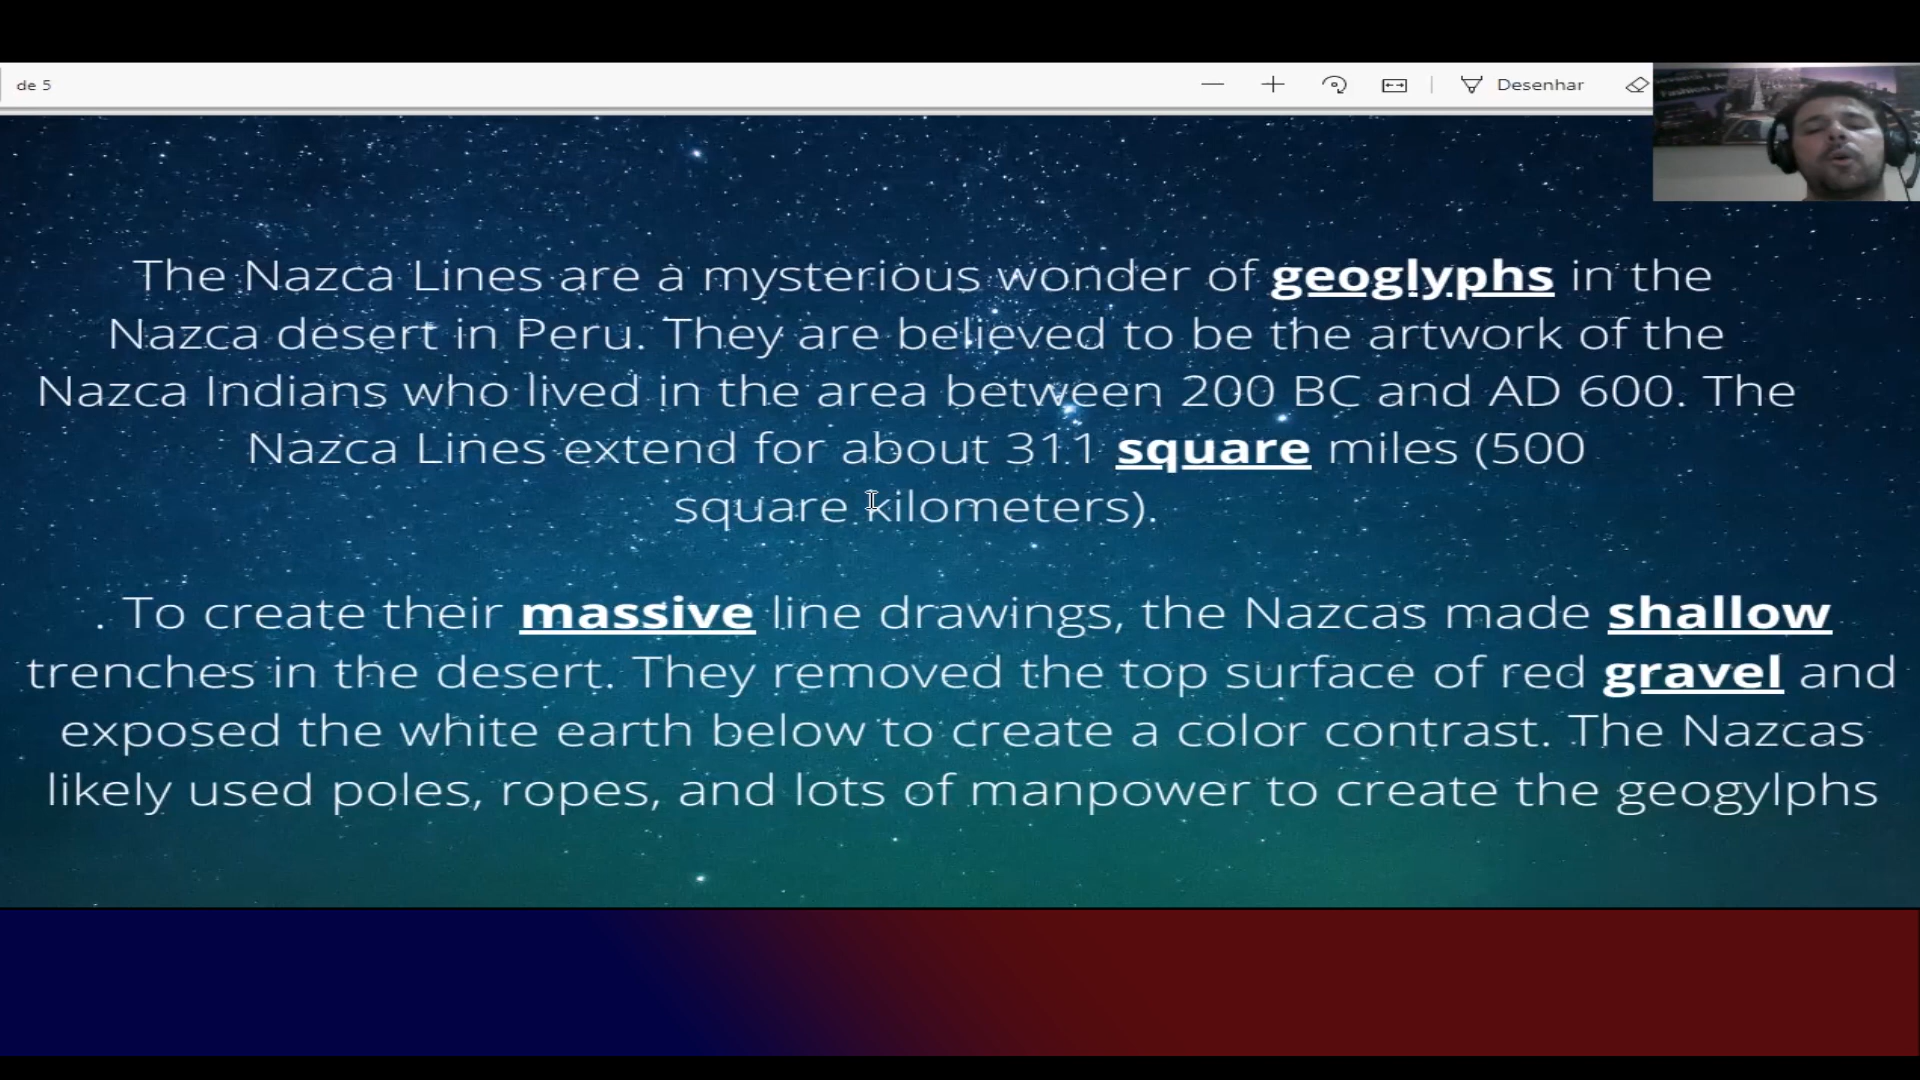 de 5
Desenhar
The Nazca Lines are a mysterious wonder of geoglyphs in the
Nazca desert in Peru. They are believed to be the artwork of the
Nazca Indians who lived in the area between 200 BC and AD 600. The
Nazca Lines extend for about 311 square miles (500
square kilometers).
. To create their massive line drawings, the Nazcas made shallow
trenches in the desert. They removed the top surface of red gravel and
exposed the white earth below to create a color contrast. The Nazcas
likely used poles, ropes, and lots of manpower to create the geogylphs